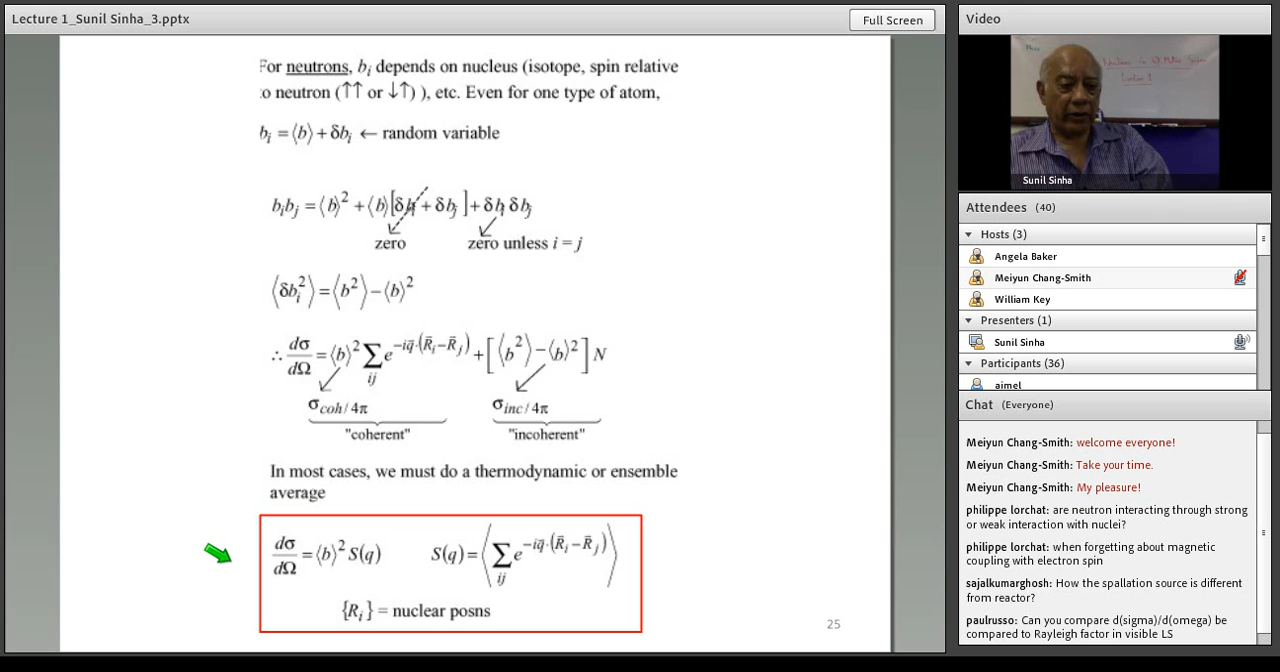 Lecture 1_Sunil Sinha_3.pptx
Full Screen
For neutrons, bᵢ depends on nucleus (isotope, spin relative
to neutron (↑↑ or ↓↑) ), etc. Even for one type of atom,
bᵢ = ⟨b⟩ + δbᵢ ← random variable
bᵢbⱼ = ⟨b⟩² + ⟨b⟩[δbᵢ + δbⱼ] + δbᵢ δbⱼ
zero zero unless i = j
⟨δbᵢ²⟩ = ⟨b²⟩ − ⟨b⟩²
∴ dσ/dΩ = ⟨b⟩² ∑ij e^{−iq⃗·(R⃗ᵢ−R⃗ⱼ)} + [⟨b²⟩ − ⟨b⟩²] N
σcoh/4π σinc/4π
"coherent" "incoherent"
In most cases, we must do a thermodynamic or ensemble
average
dσ/dΩ = ⟨b⟩² S(q) S(q) = ⟨∑ij e^{−iq⃗·(R⃗ᵢ−R⃗ⱼ)}⟩
{Rᵢ} = nuclear posns
25
Video
Lecture 1
Sunil Sinha
Attendees (40)
Hosts (3)
Angela Baker
Meiyun Chang-Smith
William Key
Presenters (1)
Sunil Sinha
Participants (36)
aimel
Chat (Everyone)
Meiyun Chang-Smith: welcome everyone!
Meiyun Chang-Smith: Take your time.
Meiyun Chang-Smith: My pleasure!
philippe lorchat: are neutron interacting through strong
or weak interaction with nuclei?
philippe lorchat: when forgetting about magnetic
coupling with electron spin
sajalkumarghosh: How the spallation source is different
from reactor?
paulrusso: Can you compare d(sigma)/d(omega) be
compared to Rayleigh factor in visible LS